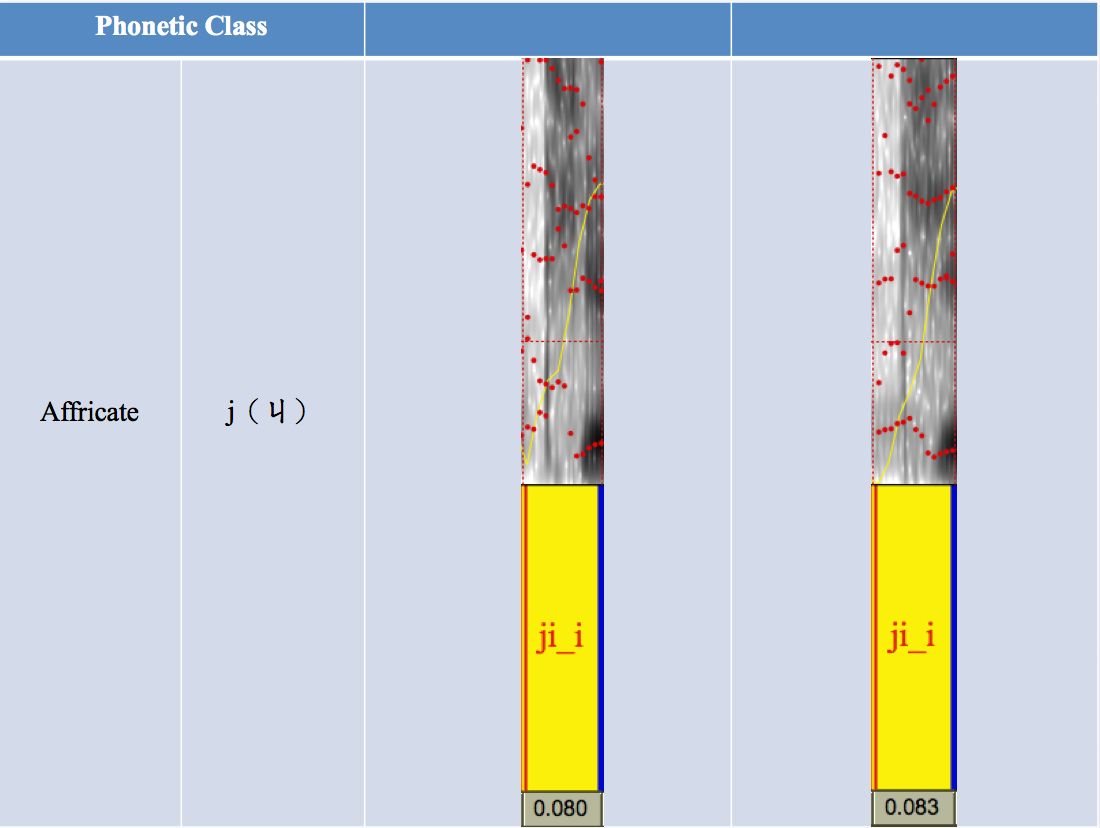 Phonetic Class
Affricate
j（ㄐ）
ji_i
ji_i
0.080
0.083